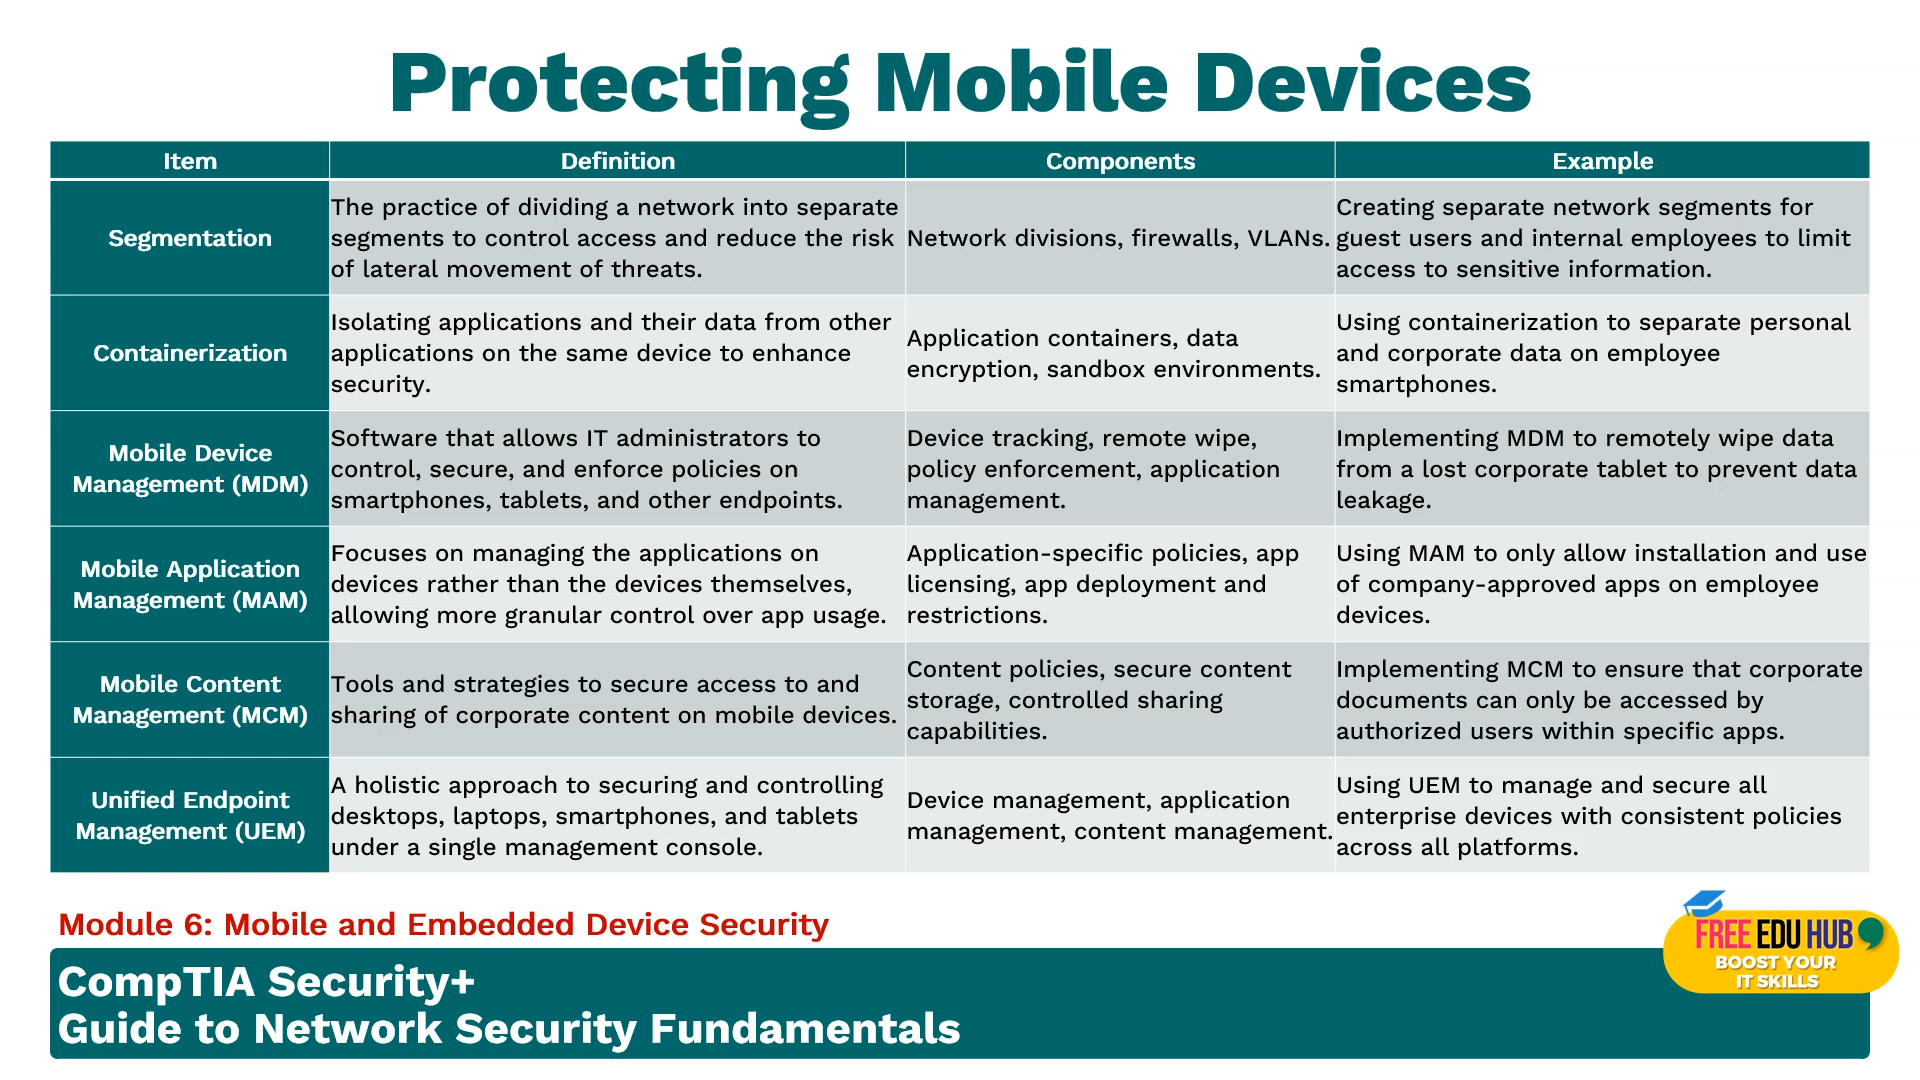 Protecting Mobile Devices
Item
Definition
Components
Example
Segmentation
The practice of dividing a network into separate
segments to control access and reduce the risk
of lateral movement of threats.
Network divisions, firewalls, VLANs.
Creating separate network segments for
guest users and internal employees to limit
access to sensitive information.
Containerization
Isolating applications and their data from other
applications on the same device to enhance
security.
Application containers, data
encryption, sandbox environments.
Using containerization to separate personal
and corporate data on employee
smartphones.
Mobile Device
Management (MDM)
Software that allows IT administrators to
control, secure, and enforce policies on
smartphones, tablets, and other endpoints.
Device tracking, remote wipe,
policy enforcement, application
management.
Implementing MDM to remotely wipe data
from a lost corporate tablet to prevent data
leakage.
Mobile Application
Management (MAM)
Focuses on managing the applications on
devices rather than the devices themselves,
allowing more granular control over app usage.
Application-specific policies, app
licensing, app deployment and
restrictions.
Using MAM to only allow installation and use
of company-approved apps on employee
devices.
Mobile Content
Management (MCM)
Tools and strategies to secure access to and
sharing of corporate content on mobile devices.
Content policies, secure content
storage, controlled sharing
capabilities.
Implementing MCM to ensure that corporate
documents can only be accessed by
authorized users within specific apps.
Unified Endpoint
Management (UEM)
A holistic approach to securing and controlling
desktops, laptops, smartphones, and tablets
under a single management console.
Device management, application
management, content management.
Using UEM to manage and secure all
enterprise devices with consistent policies
across all platforms.
Module 6: Mobile and Embedded Device Security
CompTIA Security+
Guide to Network Security Fundamentals
FREE EDU HUB
BOOST YOUR
IT SKILLS